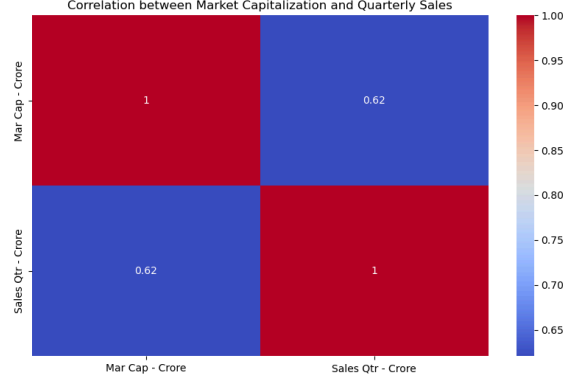 Correlation between Market Capitalization and Quarterly Sales
Mar Cap - Crore
1
0.62
Sales Qtr - Crore
0.62
1
Mar Cap - Crore
Sales Qtr - Crore
1.00
0.95
0.90
0.85
0.80
0.75
0.70
0.65